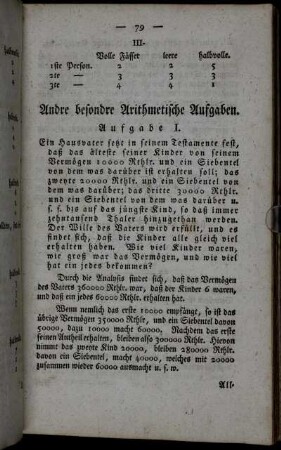 — 79 —
III.
Volle Fässer leere halbvolle.
1ste Person. 2 2 5
2te — 3 3 3
3te — 4 4 1
Andre besondre Arithmetische Aufgaben.
Aufgabe I.
Ein Hausvater setzt in seinem Testamente fest,
daß das älteste seiner Kinder von seinem
Vermögen 10000 Rthlr. und ein Siebentel
von dem was darüber ist erhalten soll; das
zweyte 20000 Rthlr. und ein Siebentel von
dem was darüber; das dritte 30000 Rthlr.
und ein Siebentel von dem was darüber u.
s. f. bis auf das jüngste Kind, so daß immer
zehntausend Thaler hinzugethan werden.
Der Wille des Vaters wird erfüllt, und es
findet sich, daß die Kinder alle gleich viel
erhalten haben. Wie viel Kinder waren,
wie groß war das Vermögen, und wie viel
hat ein jedes bekommen?
Durch die Analysis findet sich, daß das Vermögen
des Vaters 360000 Rthlr. war, daß der Kinder 6 waren,
und daß ein jedes 60000 Rthlr. erhalten hat.
Wenn nemlich das erste 10000 empfängt, so ist das
übrige Vermögen 350000 Rthlr, und ein Siebentel davon
50000, dazu 10000 macht 60000, Nachdem das erste
seinen Antheil erhalten, bleiben also 300000 Rthlr. Hievon
nimmt das zweyte Kind 20000, bleiben 280000 Rthlr.
davon ein Siebentel, macht 40000, welches mit 20000
zusammen wieder 60000 ausmacht u. s. w.
All-